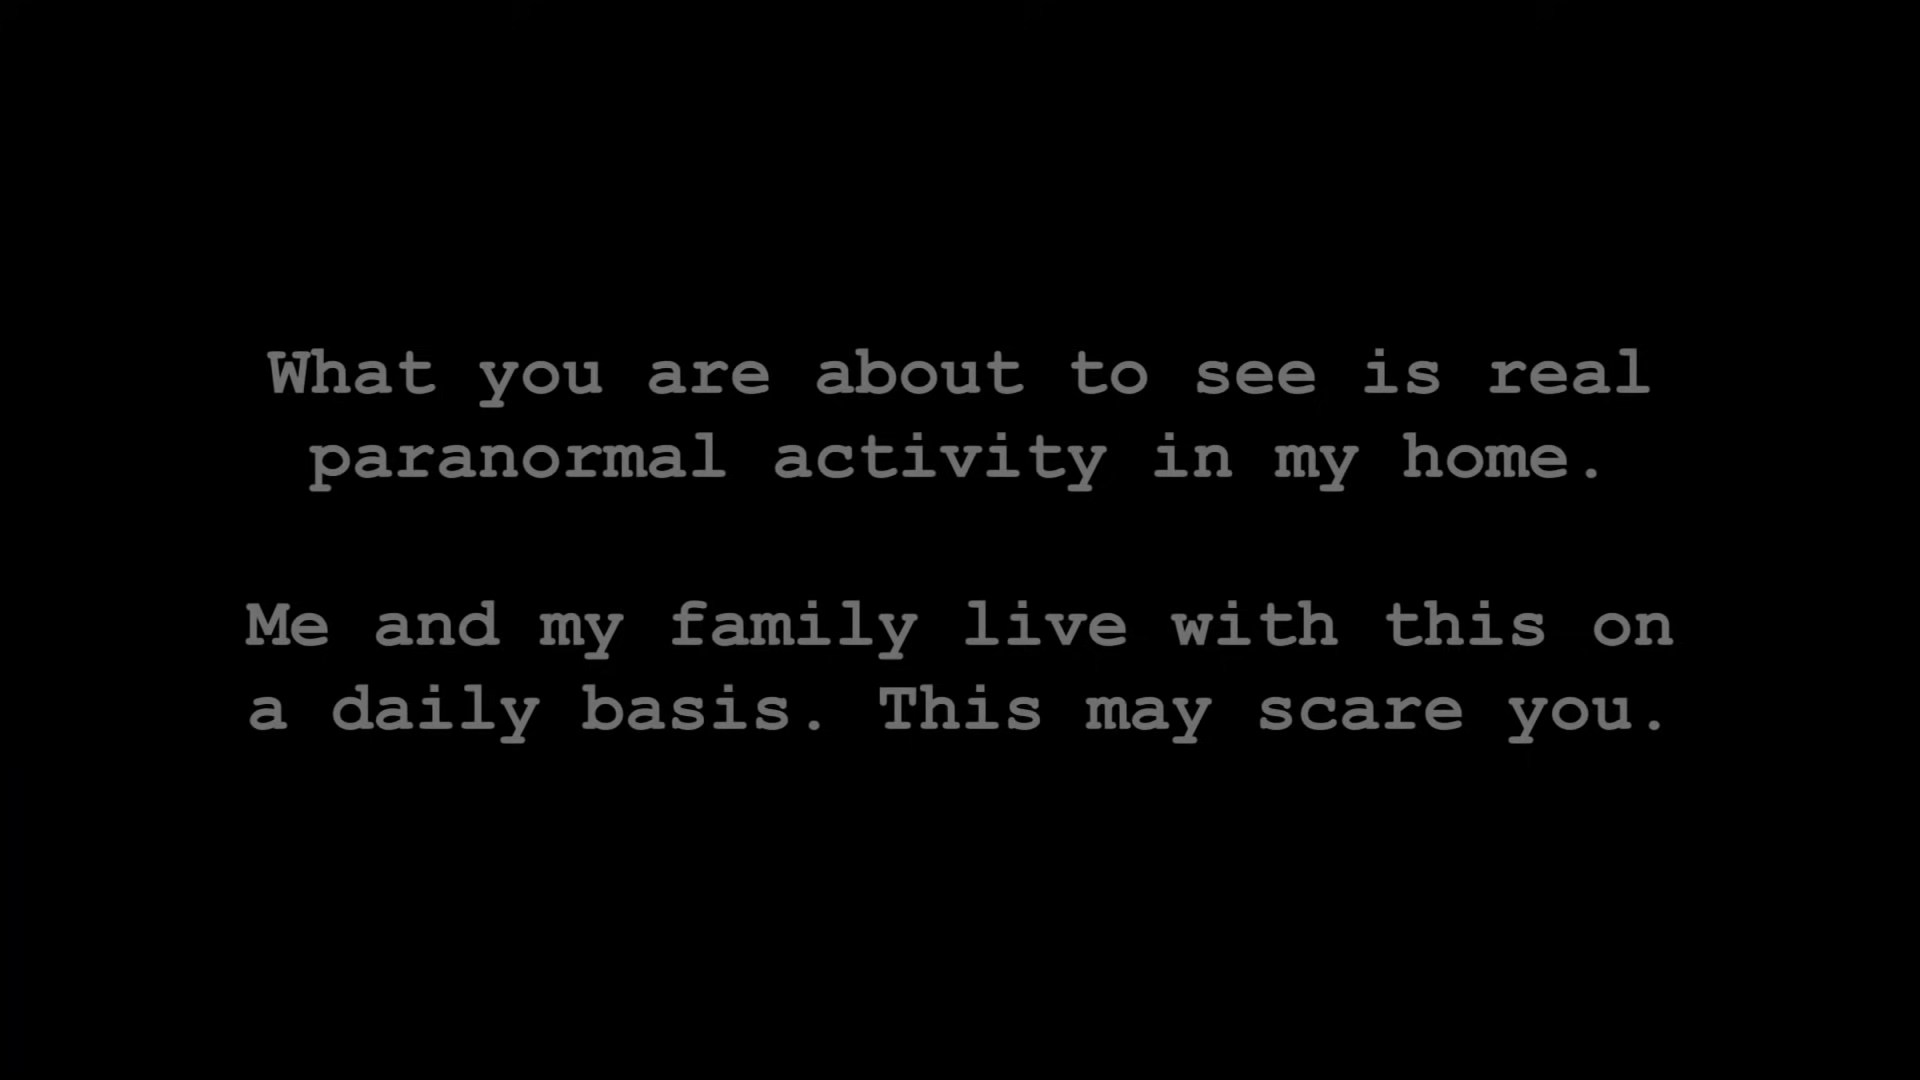 What you are about to see is real
paranormal activity in my home.
Me and my family live with this on
a daily basis. This may scare you.